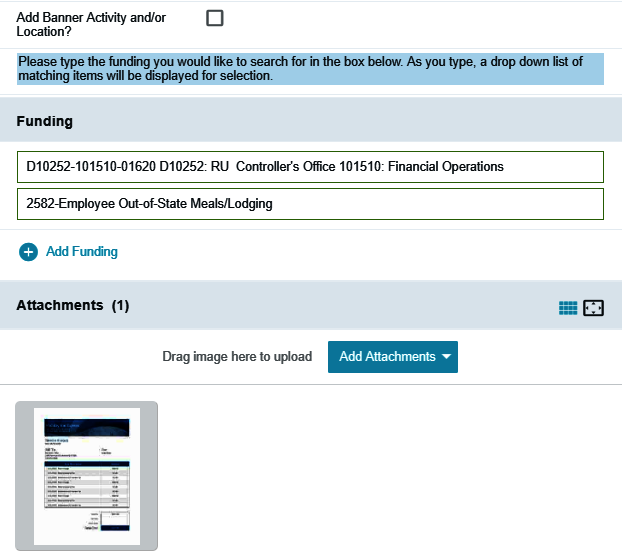 Add Banner Activity and/or
Location?
Please type the funding you would like to search for in the box below. As you type, a drop down list of
matching items will be displayed for selection.
Funding
D10252-101510-01620 D10252: RU  Controller's Office 101510: Financial Operations
2582-Employee Out-of-State Meals/Lodging
Add Funding
Attachments (1)
Drag image here to upload
Add Attachments